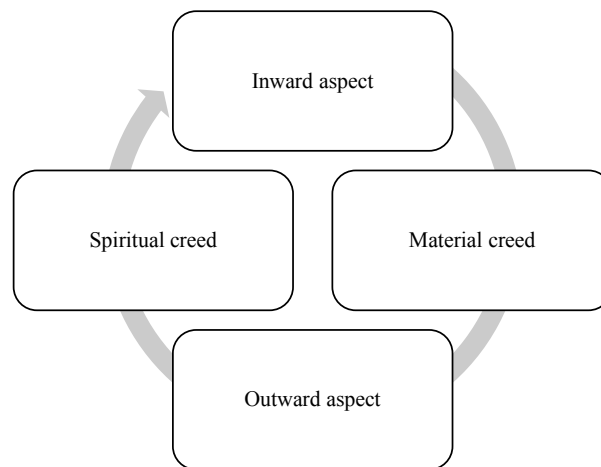 Inward aspect
Spiritual creed
Material creed
Outward aspect